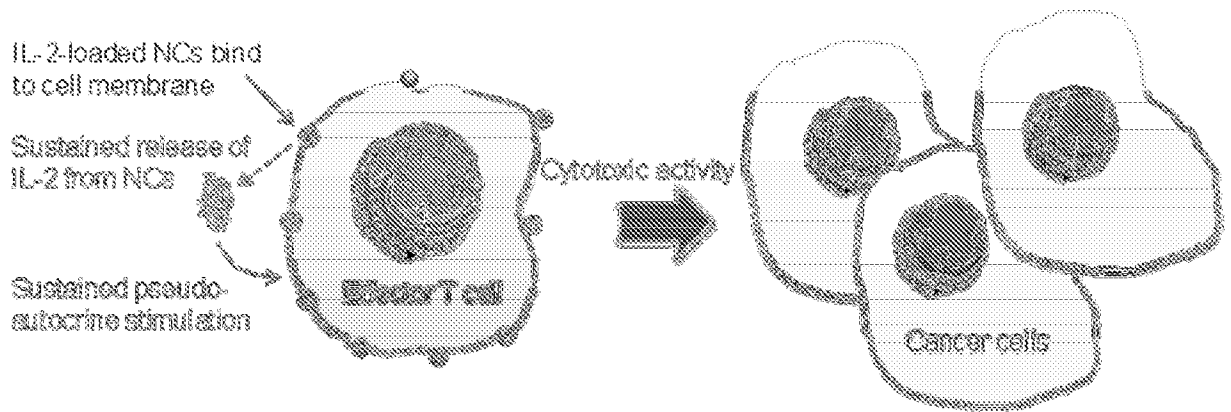 IL-2-loaded NCs bind
to cell membrane
Sustained release of
IL-2 from NCs
Sustained pseudo-
autocrine stimulation
Effector T cell
Cytotoxic activity
Cancer cells